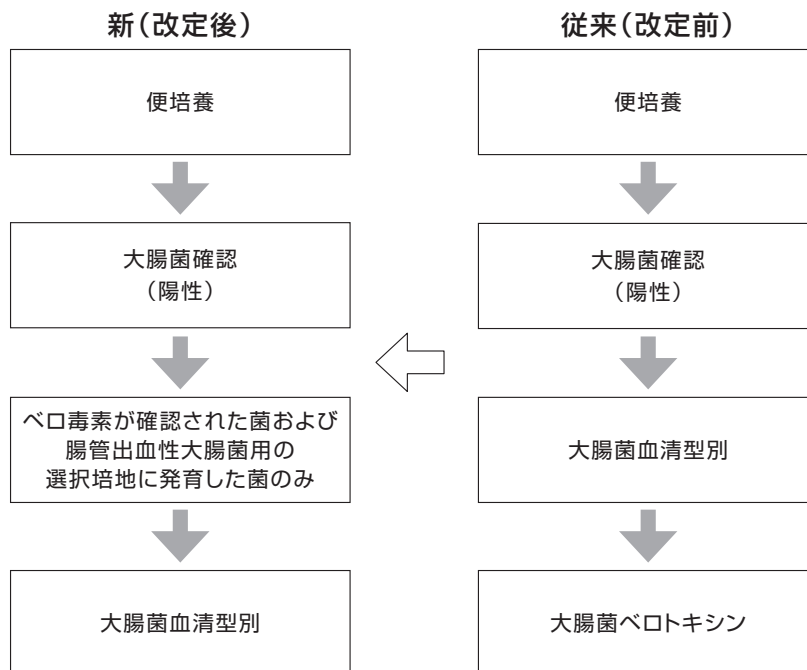 新(改定後)
便培養
大腸菌確認
(陽性)
ベロ毒素が確認された菌および
腸管出血性大腸菌用の
選択培地に発育した菌のみ
大腸菌血清型別
従来(改定前)
便培養
大腸菌確認
(陽性)
大腸菌血清型別
大腸菌ベロトキシン